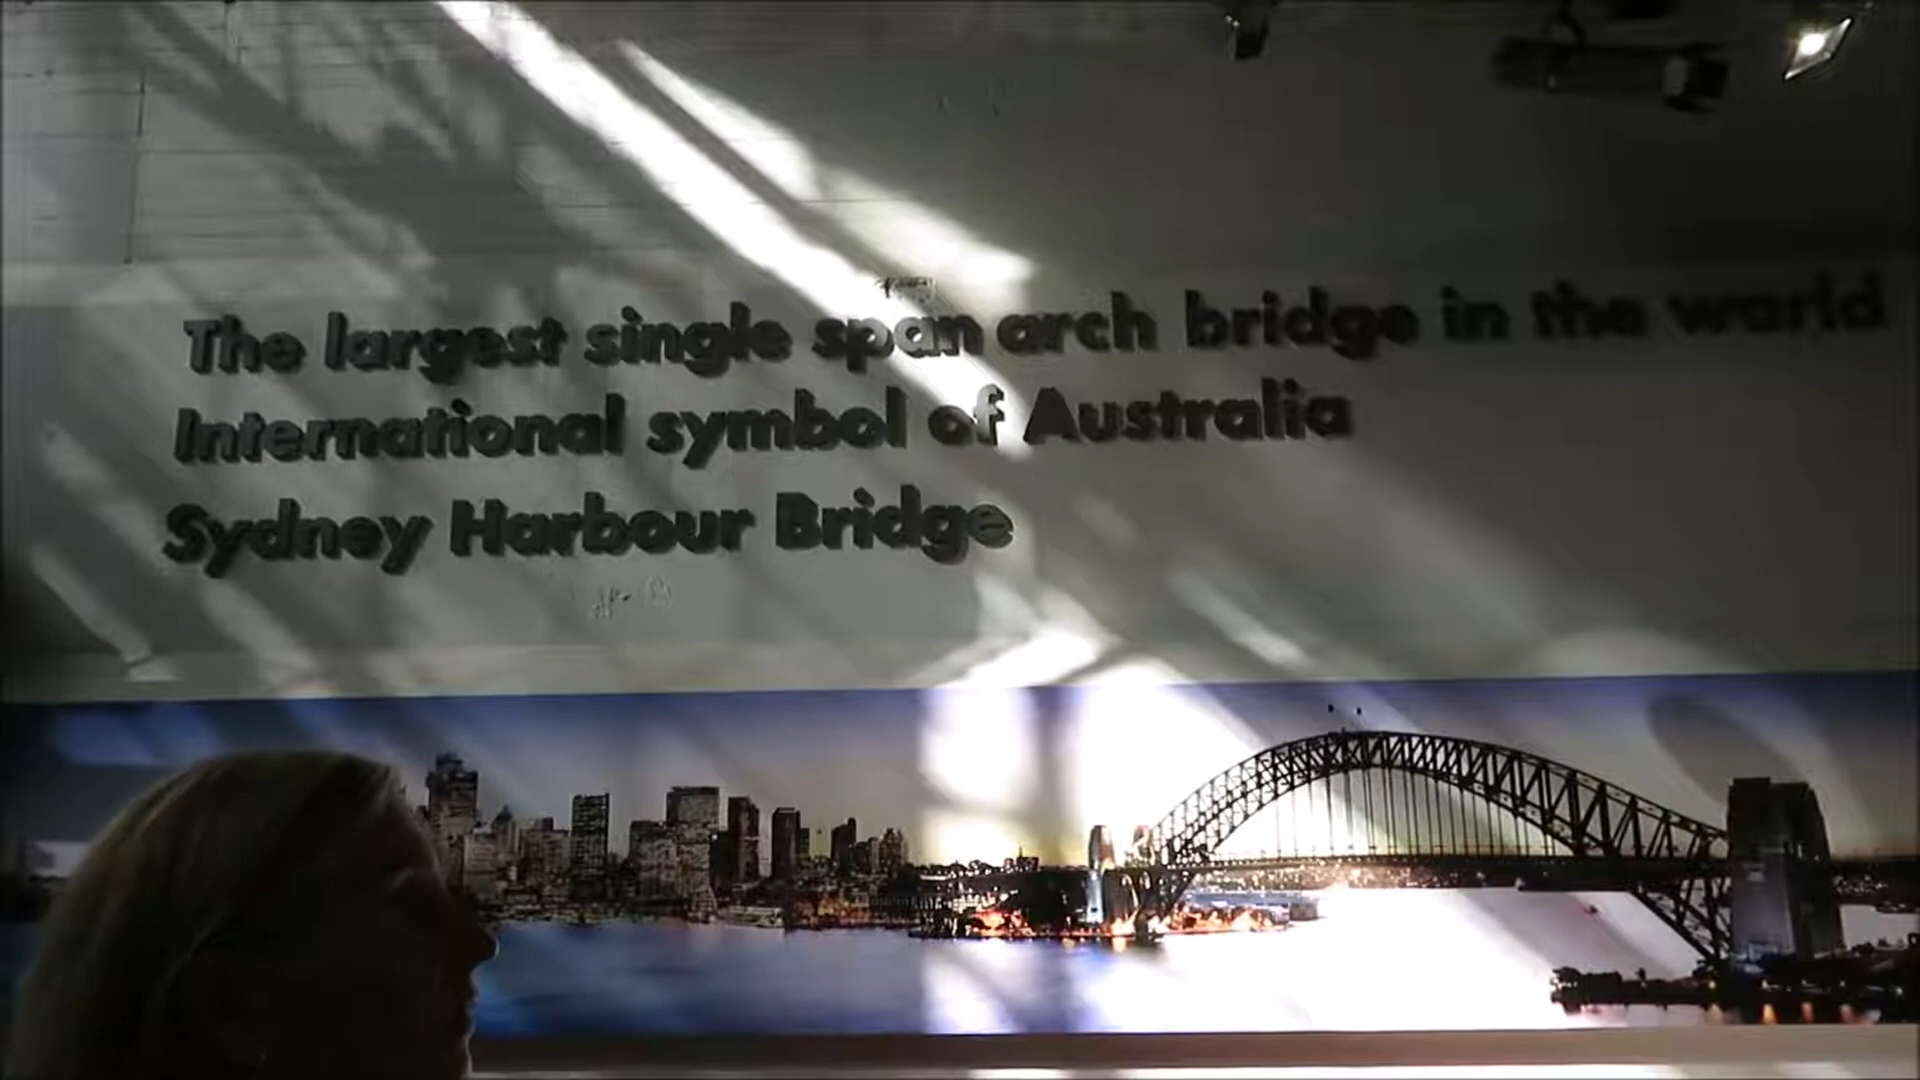 The largest single span arch bridge in the world
International symbol of Australia
Sydney Harbour Bridge